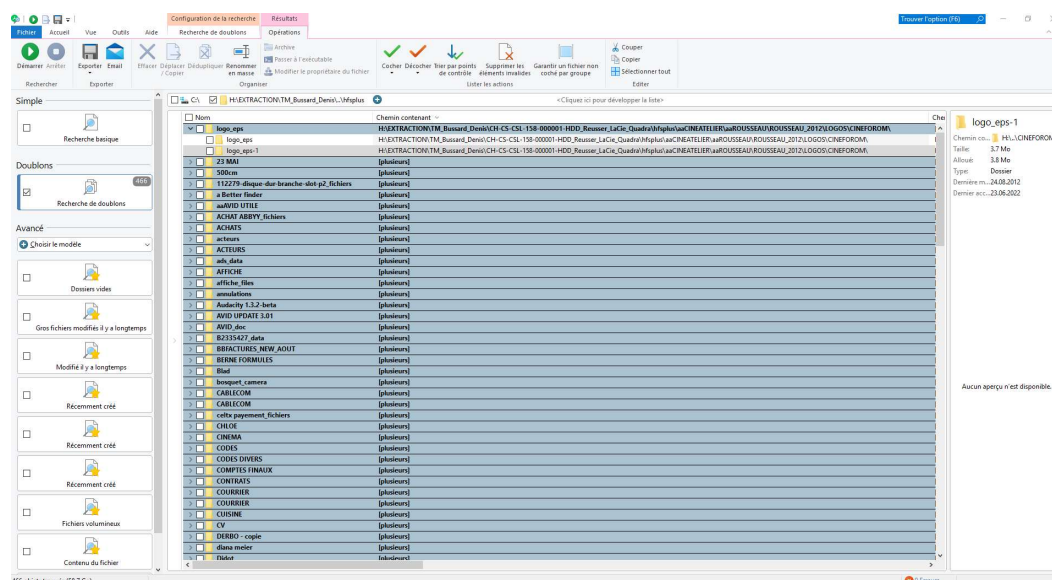 Configuration de la recherche
Résultats
Trouver l'option (F6)
Fichier
Accueil
Vue
Outils
Aide
Recherche de doublons
Opérations
Démarrer
Arrêter
Exporter
Email
Effacer
Déplacer / Copier
Dédupliquer
Renommer en masse
Archive
Passer à l'exécutable
Modifier le propriétaire du fichier
Cocher
Décocher
Trier par points de contrôle
Supprimer les éléments invalides
Garantir un fichier non coché par groupe
Couper
Copier
Sélectionner tout
Rechercher
Exporter
Organiser
Lister les actions
Editer
Simple
Recherche basique
Doublons
466
Recherche de doublons
Avancé
Choisir le modèle
Dossiers vides
Gros fichiers modifiés il y a longtemps
Modifié il y a longtemps
Récemment créé
Récemment créé
Récemment créé
Fichiers volumineux
Contenu du fichier
C:\
H:\EXTRACTION\TM_Bussard_Denis\...\hfsplus
<Cliquez ici pour développer la liste>
Nom
Chemin contenant
logo_eps H:\EXTRACTION\TM_Bussard_Denis\CH-CS-CSL-158-000001-HDD_Reusser_LaCie_Quadra\hfsplus\aaCINEATELIER\aaROUSSEAU\ROUSSEAU_2012\LOGOS\CINEFOROM\
logo_eps H:\EXTRACTION\TM_Bussard_Denis\CH-CS-CSL-158-000001-HDD_Reusser_LaCie_Quadra\hfsplus\aaCINEATELIER\aaROUSSEAU\ROUSSEAU_2012\LOGOS\CINEFOROM\
logo_eps-1 H:\EXTRACTION\TM_Bussard_Denis\CH-CS-CSL-158-000001-HDD_Reusser_LaCie_Quadra\hfsplus\aaCINEATELIER\aaROUSSEAU\ROUSSEAU_2012\LOGOS\CINEFOROM\
23 MAI [plusieurs]
500cm [plusieurs]
112279-disque-dur-branche-slot-p2_fichiers [plusieurs]
a Better finder [plusieurs]
aaAVID UTILE [plusieurs]
ACHAT ABBYY_fichiers [plusieurs]
ACHATS [plusieurs]
acteurs [plusieurs]
ACTEURS [plusieurs]
ads_data [plusieurs]
AFFICHE [plusieurs]
affiche_files [plusieurs]
annulations [plusieurs]
Audacity 1.3.2-beta [plusieurs]
AVID UPDATE 3.01 [plusieurs]
AVID_doc [plusieurs]
B2335427_data [plusieurs]
BBFACTURES_NEW_AOUT [plusieurs]
BERNE FORMULES [plusieurs]
Blad [plusieurs]
bosquet_camera [plusieurs]
CABLECOM [plusieurs]
CABLECOM [plusieurs]
celtx payement_fichiers [plusieurs]
CHLOE [plusieurs]
CINEMA [plusieurs]
CODES [plusieurs]
CODES DIVERS [plusieurs]
COMPTES FINAUX [plusieurs]
CONTRATS [plusieurs]
COURRIER [plusieurs]
COURRIER [plusieurs]
CUISINE [plusieurs]
CV [plusieurs]
DERBO - copie [plusieurs]
diana meier [plusieurs]
Didot [plusieurs]
logo_eps-1
Chemin co... H:\...\CINEFOROM
Taille: 3.7 Mo
Alloué: 3.8 Mo
Type: Dossier
Dernière m... 24.08.2012
Dernier acc... 23.06.2022
Aucun aperçu n'est disponible.